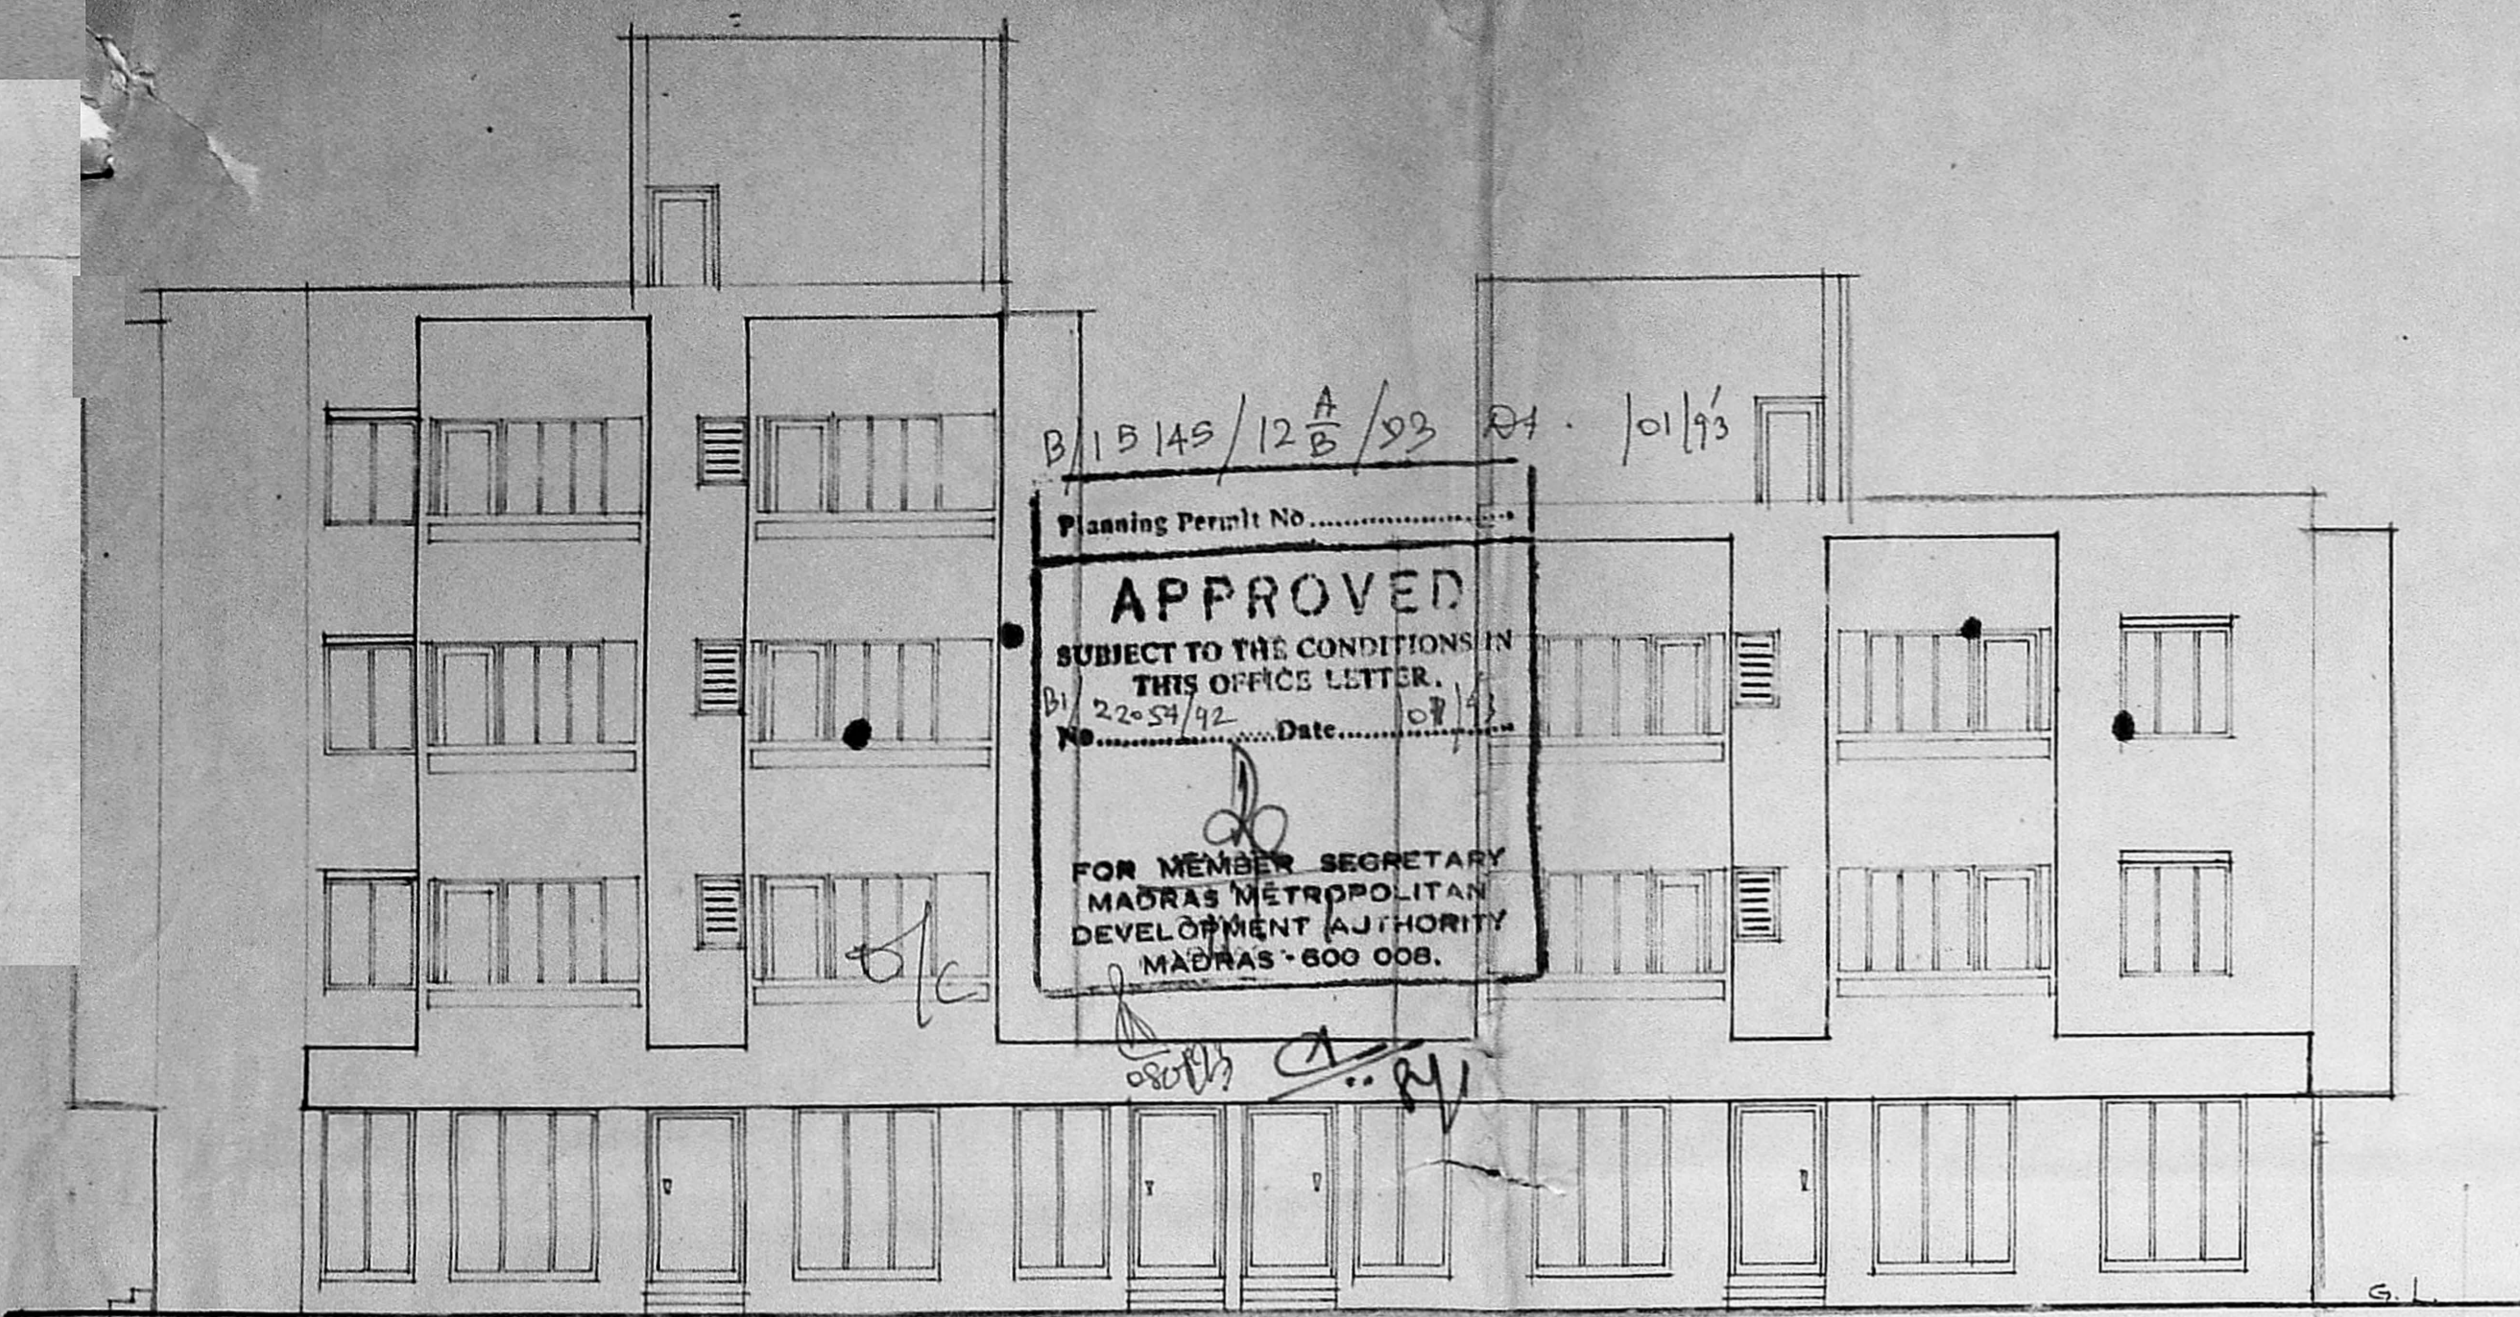 B/15145/12 A/B /93 Dt. /01/93
Planning Permit No..........................
APPROVED
SUBJECT TO THE CONDITIONS IN
THIS OFFICE LETTER.
B1/22054/92
No.....................Date.....................
FOR MEMBER SECRETARY
MADRAS METROPOLITAN
DEVELOPMENT AUTHORITY
MADRAS - 600 008.
G. L.